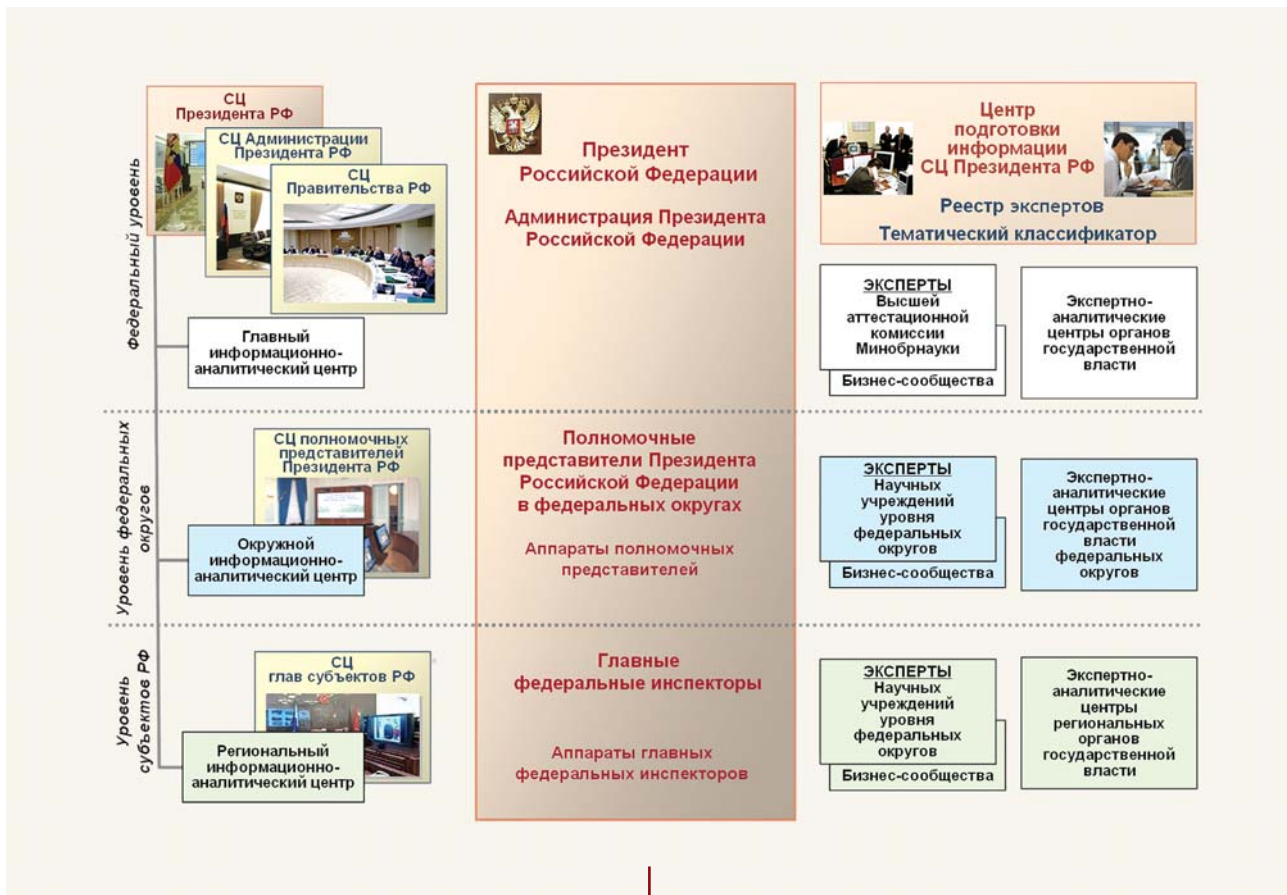 Федеральный уровень
СЦ
Президента РФ
СЦ Администрации
Президента РФ
СЦ
Правительства РФ
Главный
информационно-
аналитический центр
Президент
Российской Федерации
Администрация Президента
Российской Федерации
Центр
подготовки
информации
СЦ Президента РФ
Реестр экспертов
Тематический классификатор
ЭКСПЕРТЫ
Высшей
аттестационной
комиссии
Минобрнауки
Бизнес-сообщества
Экспертно-
аналитические
центры органов
государственной
власти
Уровень федеральных
округов
СЦ полномочных
представителей
Президента РФ
Окружной
информационно-
аналитический центр
Полномочные
представители Президента
Российской Федерации
в федеральных округах
Аппараты полномочных
представителей
ЭКСПЕРТЫ
Научных
учреждений
уровня
федеральных
округов
Бизнес-сообщества
Экспертно-
аналитические
центры органов
государственной
власти
федеральных
округов
Уровень
субъектов РФ
СЦ
глав субъектов РФ
Региональный
информационно-
аналитический центр
Главные
федеральные инспекторы
Аппараты главных
федеральных инспекторов
ЭКСПЕРТЫ
Научных
учреждений
уровня
федеральных
округов
Бизнес-сообщества
Экспертно-
аналитические
центры
региональных
органов
государственной
власти